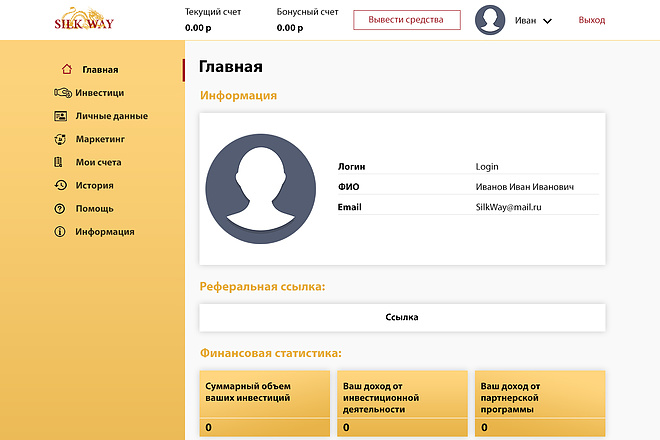 SILK WAY
Текущий счет
0.00 р
Бонусный счет
0.00 р
Вывести средства
Иван
Выход
Главная
Инвестици
Личные данные
Маркетинг
Мои счета
История
Помощь
Информация
Главная
Информация
Логин Login
ФИО Иванов Иван Иванович
Email SilkWay@mail.ru
Реферальная ссылка:
Ссылка
Финансовая статистика:
Суммарный объем
ваших инвестиций
0
Ваш доход от
инвестиционной
деятельности
0
Ваш доход от
партнерской
программы
0